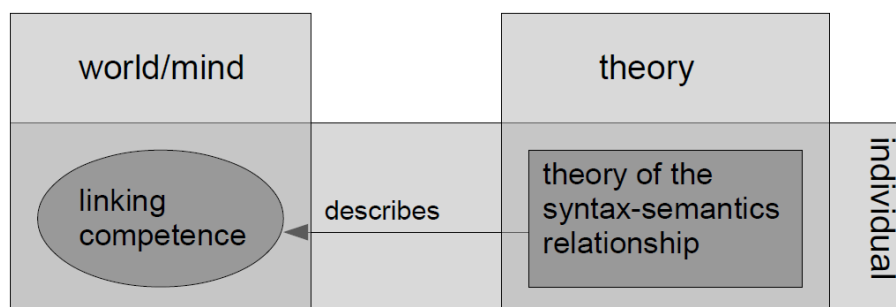 world/mind
theory
linking
competence
describes
theory of the
syntax-semantics
relationship
individual